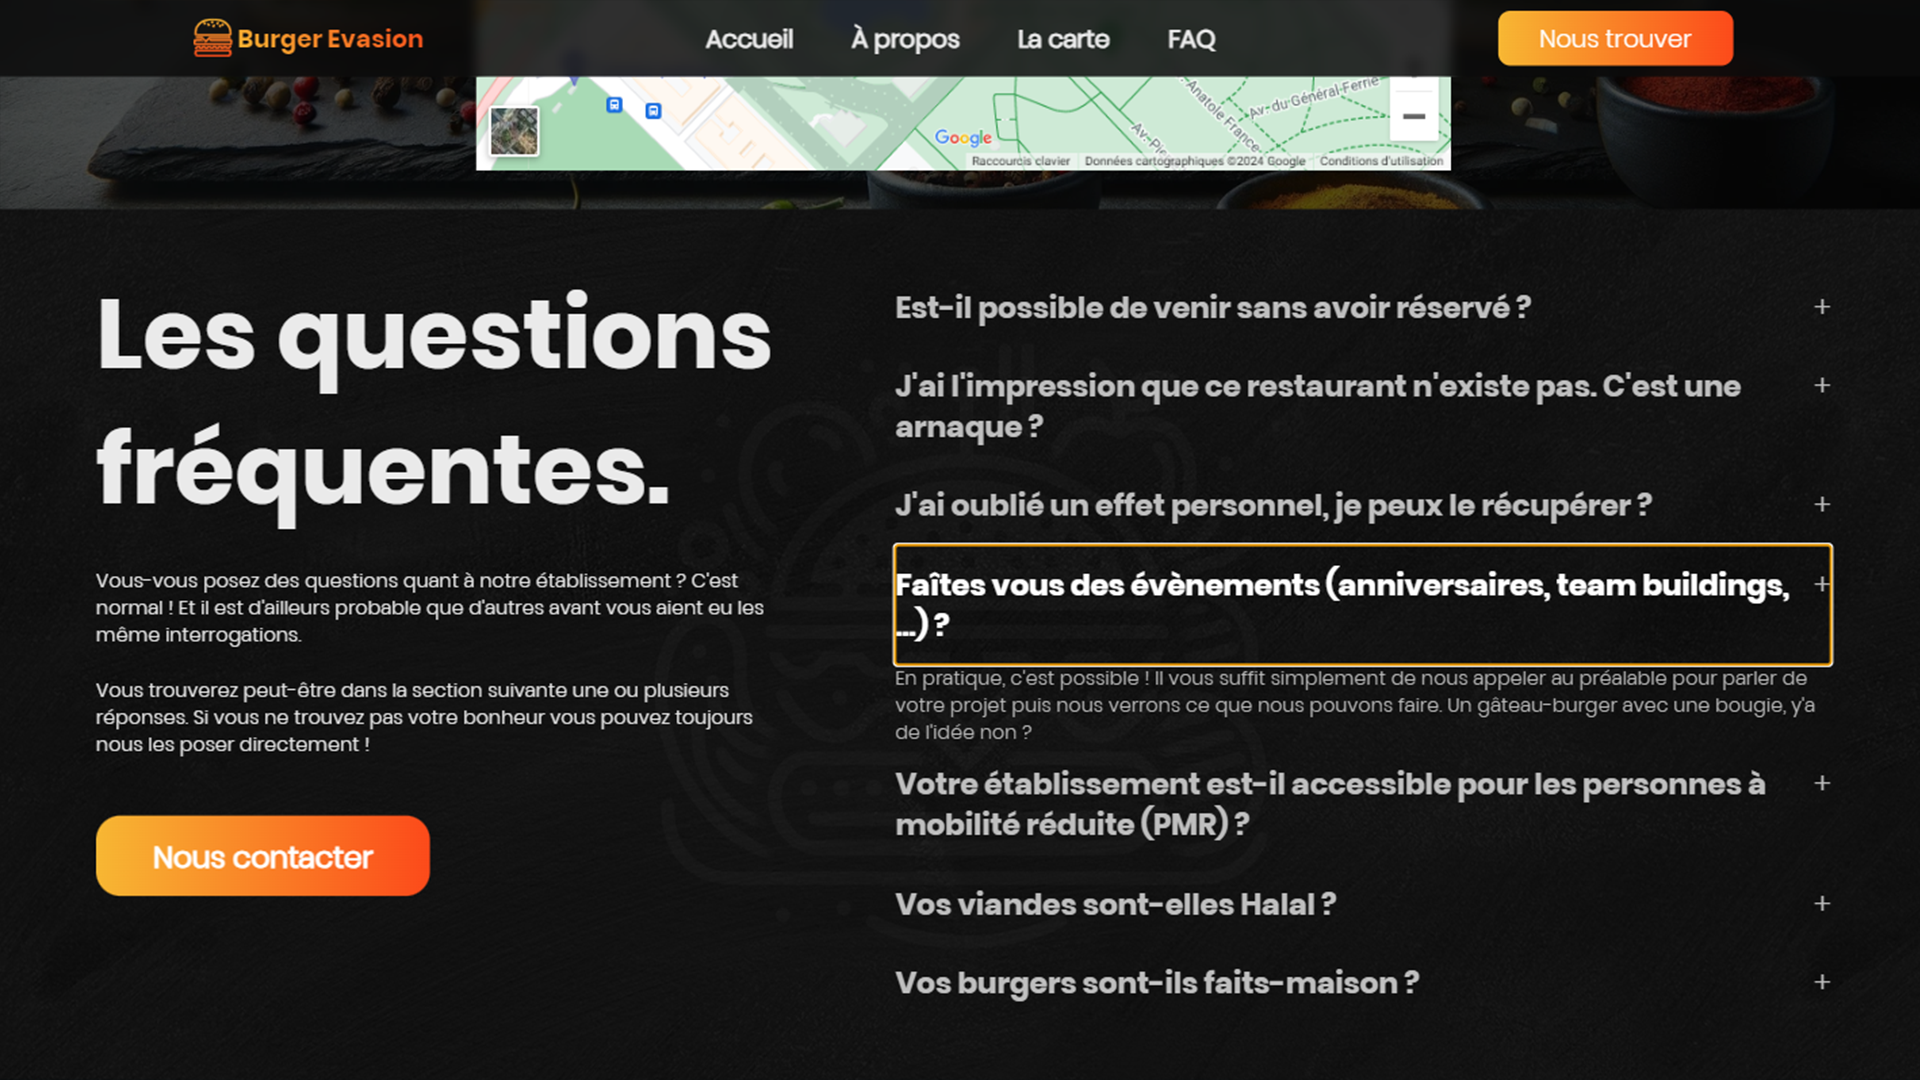 Burger Evasion
Accueil
À propos
La carte
FAQ
Nous trouver
Anatole France
Av. du Général-Ferrie
Google
Raccourcis clavier
Données cartographiques ©2024 Google
Conditions d'utilisation
Les questions
fréquentes.
Vous-vous posez des questions quant à notre établissement ? C'est
normal ! Et il est d'ailleurs probable que d'autres avant vous aient eu les
même interrogations.
Vous trouverez peut-être dans la section suivante une ou plusieurs
réponses. Si vous ne trouvez pas votre bonheur vous pouvez toujours
nous les poser directement !
Nous contacter
Est-il possible de venir sans avoir réservé ?
+
J'ai l'impression que ce restaurant n'existe pas. C'est une
+
arnaque ?
J'ai oublié un effet personnel, je peux le récupérer ?
+
Faîtes vous des évènements (anniversaires, team buildings,
+
...) ?
En pratique, c'est possible ! Il vous suffit simplement de nous appeler au préalable pour parler de
votre projet puis nous verrons ce que nous pouvons faire. Un gâteau-burger avec une bougie, y'a
de l'idée non ?
Votre établissement est-il accessible pour les personnes à
+
mobilité réduite (PMR) ?
Vos viandes sont-elles Halal ?
+
Vos burgers sont-ils faits-maison ?
+